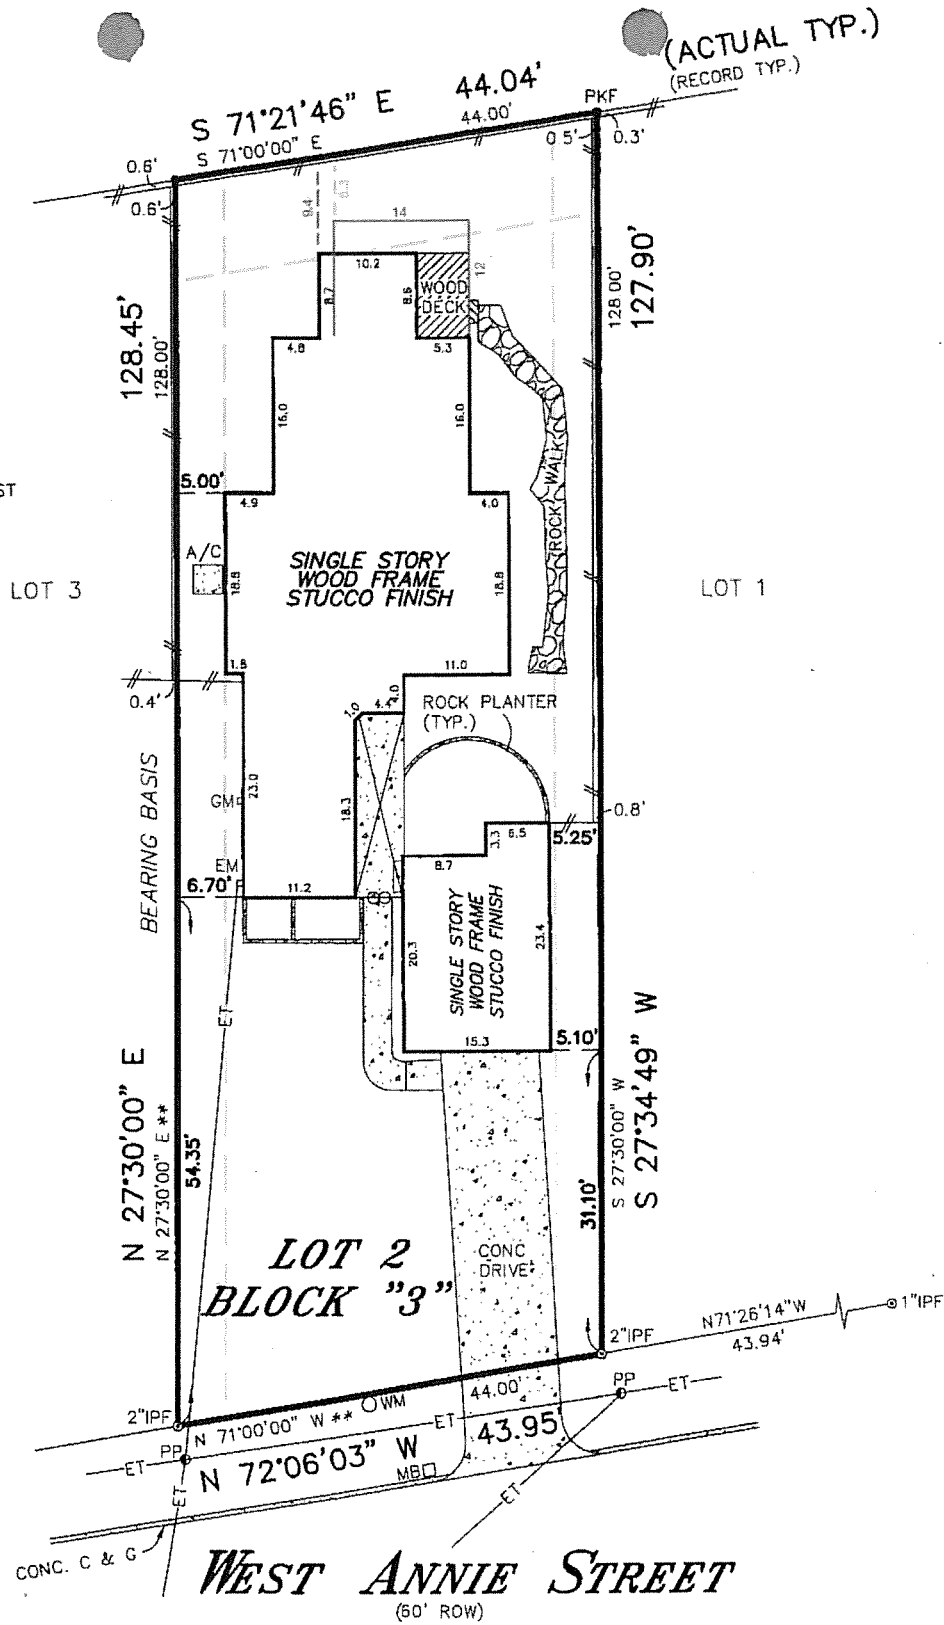 (ACTUAL TYP.)
(RECORD TYP.)
S 71°21'46" E 44.04'
S 71°00'00" E 44.00'
PKF
0.6'
0.6'
0.5'
0.3'
9.4
14
12
10.2
8.7
8.6
WOOD
DECK
4.8
5.3
128.45'
128.00'
128.00'
127.90'
16.0
ROCK WALK
5.00'
4.9
4.0
ST
A/C
18.8
18.8
SINGLE STORY
WOOD FRAME
STUCCO FINISH
LOT 3
LOT 1
11.0
0.4'
4.0
4.4
ROCK PLANTER
(TYP.)
BEARING BASIS
23.0
18.3
GM
EM
0.8'
6.5
3.3
5.25'
8.7
6.70'
11.2
20.3
SINGLE STORY
WOOD FRAME
STUCCO FINISH
23.4
15.3
5.10'
ET
N 27°30'00" E
N 27°30'00" E **
54.35'
31.10'
S 27°30'00" W
S 27°34'49" W
LOT 2
BLOCK "3"
CONC
DRIVE
2"IPF
N71°26'14"W
43.94'
1"IPF
44.00'
PP
ET
2"IPF
N 71°00'00" W **
WM
ET
43.95'
PP
ET
N 72°06'03" W
MB
ET
ET
CONC. C & G
WEST ANNIE STREET
(60' ROW)